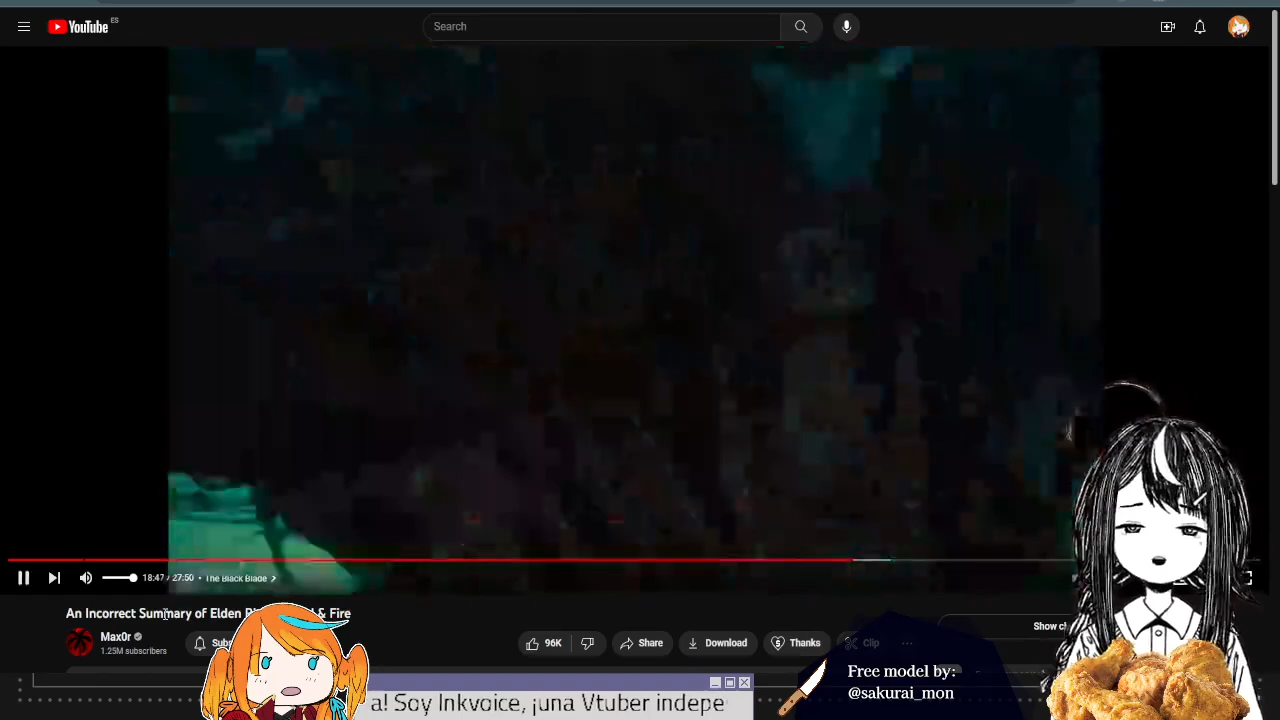 YouTube ES
Search
18:47 / 27:50 • The Black Blade
An Incorrect Summary of Elden & Fire
Max0r
1.25M subscribers
96K
Share
Download
Thanks
Clip
Show
Free model by:
@sakurai_mon
a! Soy Inkvoice, ¡una Vtuber indepe